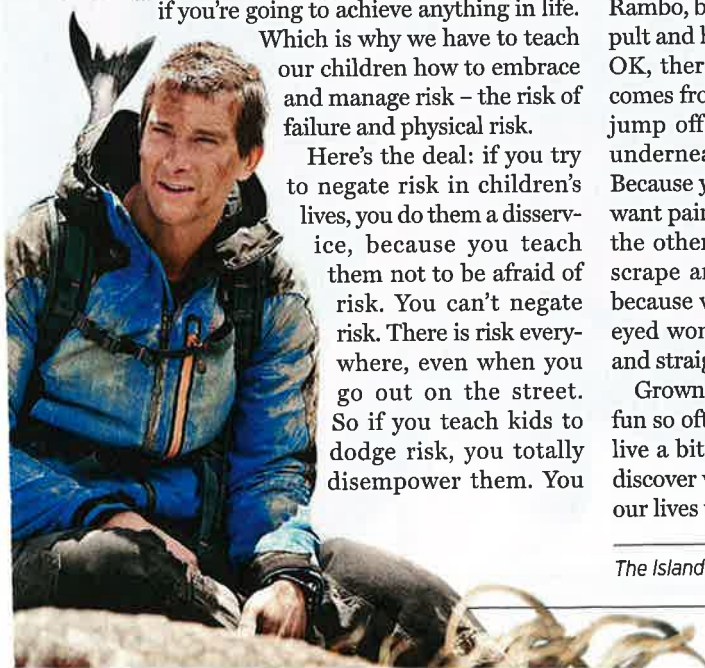 if you're going to achieve anything in life.
Which is why we have to teach
our children how to embrace
and manage risk – the risk of
failure and physical risk.
Here's the deal: if you try
to negate risk in children's
lives, you do them a disserv-
ice, because you teach
them not to be afraid of
risk. You can't negate
risk. There is risk every-
where, even when you
go out on the street.
So if you teach kids to
dodge risk, you totally
disempower them. You
Rambo, b
pult and
OK, ther
comes fro
jump off
undernea
Because y
want pain
the other
scrape an
because
eyed wor
and straig
Grown
fun so oft
live a bit
discover
our lives
The Island